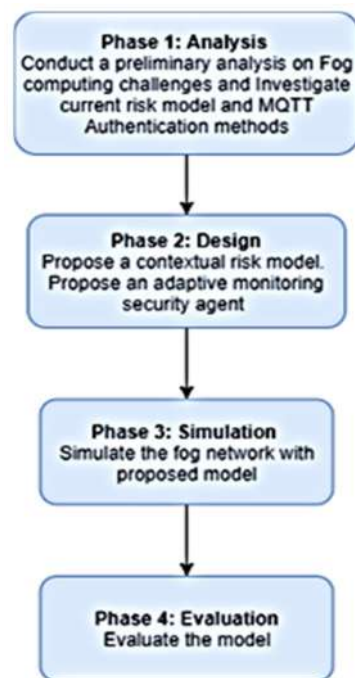 Phase 1: Analysis
Conduct a preliminary analysis on Fog
computing challenges and Investigate
current risk model and MQTT
Authentication methods
Phase 2: Design
Propose a contextual risk model.
Propose an adaptive monitoring
security agent
Phase 3: Simulation
Simulate the fog network with
proposed model
Phase 4: Evaluation
Evaluate the model